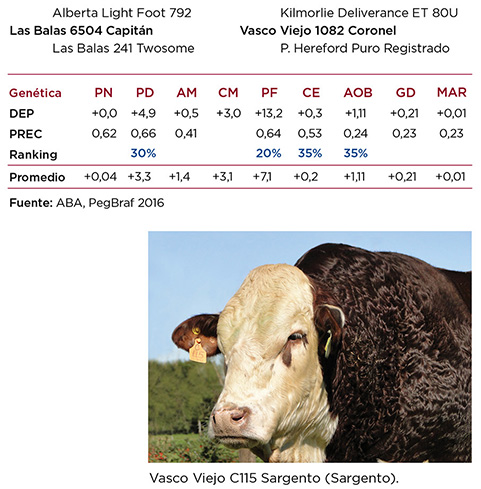 Alberta Light Foot 792 Kilmorlie Deliverance ET 80U
Las Balas 6504 Capitán Vasco Viejo 1082 Coronel
Las Balas 241 Twosome P. Hereford Puro Registrado
Genética PN PD AM CM PF CE AOB GD MAR
DEP +0,0 +4,9 +0,5 +3,0 +13,2 +0,3 +1,11 +0,21 +0,01
PREC 0,62 0,66 0,41 0,64 0,53 0,24 0,23 0,23
Ranking 30% 20% 35% 35%
Promedio +0,04 +3,3 +1,4 +3,1 +7,1 +0,2 +1,11 +0,21 +0,01
Fuente: ABA, PegBraf 2016
Vasco Viejo C115 Sargento (Sargento).